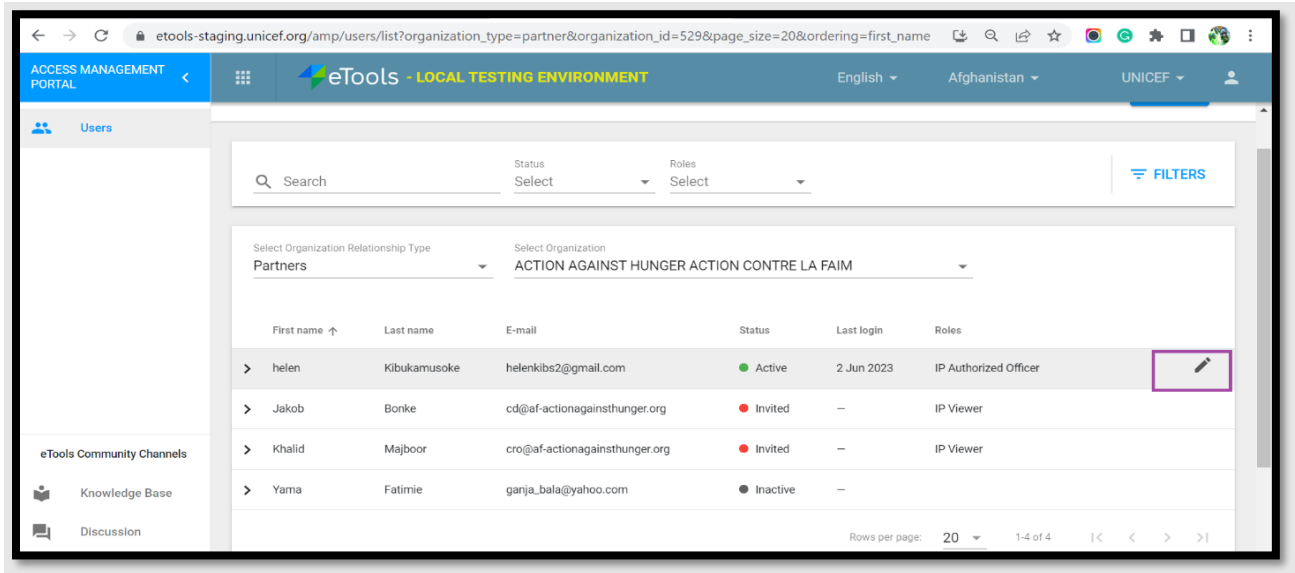 etools-staging.unicef.org/amp/users/list?organization_type=partner&organization_id=529&page_size=20&ordering=first_name
ACCESS MANAGEMENT PORTAL
eTools - LOCAL TESTING ENVIRONMENT
English
Afghanistan
UNICEF
Users
Search
Status
Select
Roles
Select
FILTERS
Select Organization Relationship Type
Partners
Select Organization
ACTION AGAINST HUNGER ACTION CONTRE LA FAIM
First name Last name E-mail Status Last login Roles
helen Kibukamusoke helenkibs2@gmail.com Active 2 Jun 2023 IP Authorized Officer
Jakob Bonke cd@af-actionagainsthunger.org Invited – IP Viewer
Khalid Majboor cro@af-actionagainsthunger.org Invited – IP Viewer
Yama Fatimie ganja_bala@yahoo.com Inactive –
Rows per page: 20 1-4 of 4
eTools Community Channels
Knowledge Base
Discussion